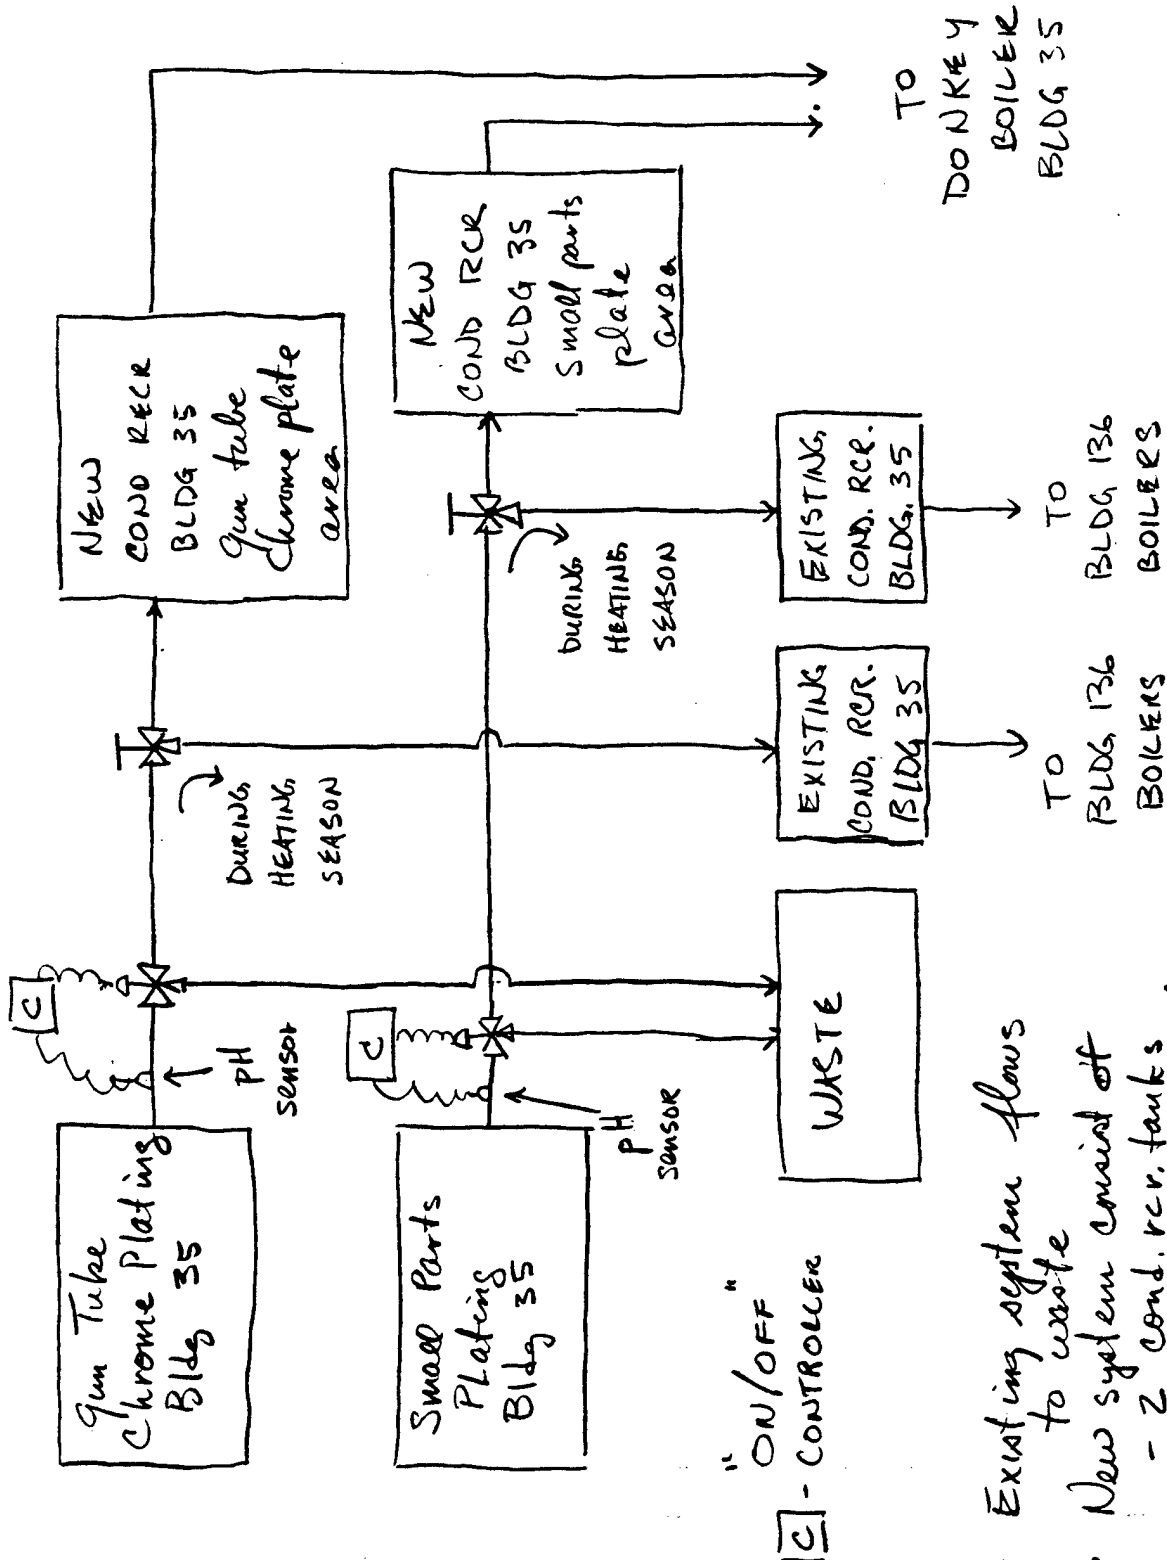 Gun Tube
Chrome Plating
Bldg 35
C
pH
sensor
DURING
HEATING
SEASON
NEW
COND RECR
BLDG 35
Gun tube
Chrome plate
area
Small Parts
Plating
Bldg 35
C
pH
sensor
DURING
HEATING
SEASON
NEW
COND RCR
BLDG 35
Small parts
plate
area
WASTE
EXISTING
COND. RCR.
BLDG 35
EXISTING
COND. RCR.
BLDG. 35
TO
BLDG 136
BOILERS
TO
BLDG 136
BOILERS
TO
DONKEY
BOILER
BLDG 35
"ON/OFF"
C - CONTROLLER
Existing system flows
to waste
. New system consist of
- 2 cond. rcr. tanks